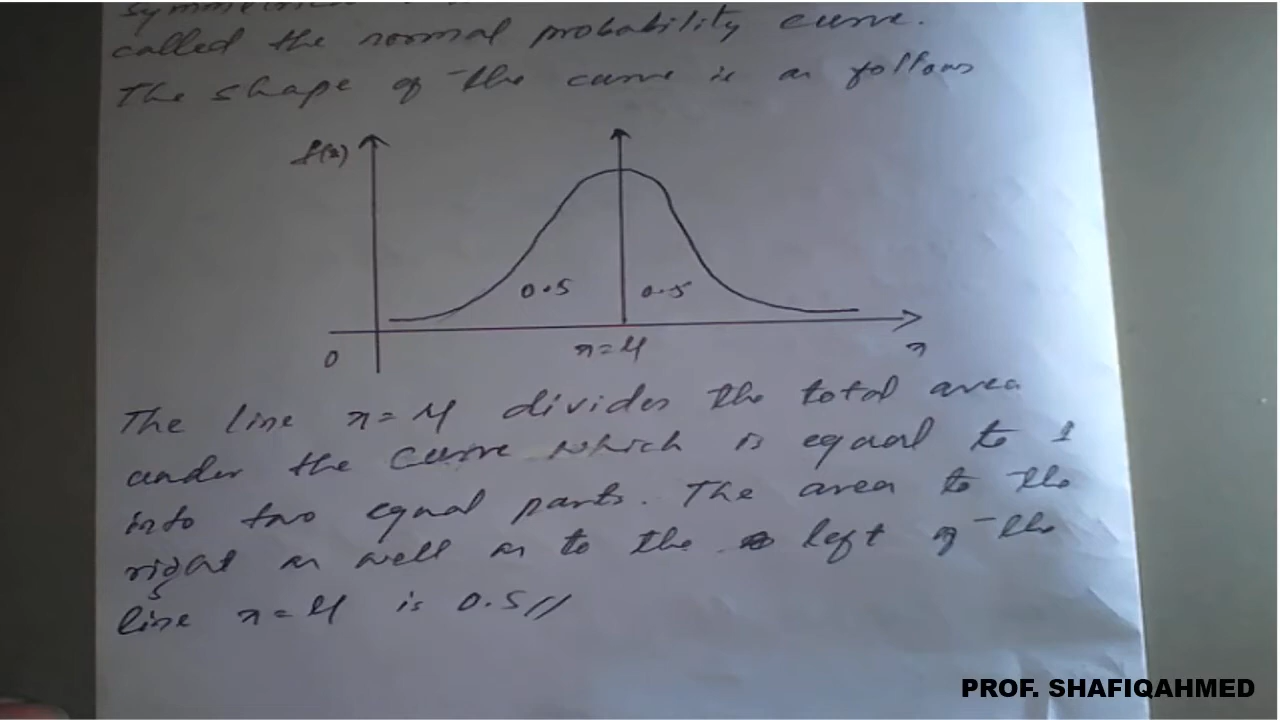 called the normal probability curve.
The shape of the curve is as follows
f(x)
0.5 0.5
0 x=μ x
The line x=μ divides the total area
under the curve which is equal to 1
into two equal parts. The area to the
right as well as to the left of the
line x=μ is 0.5//
PROF. SHAFIQAHMED